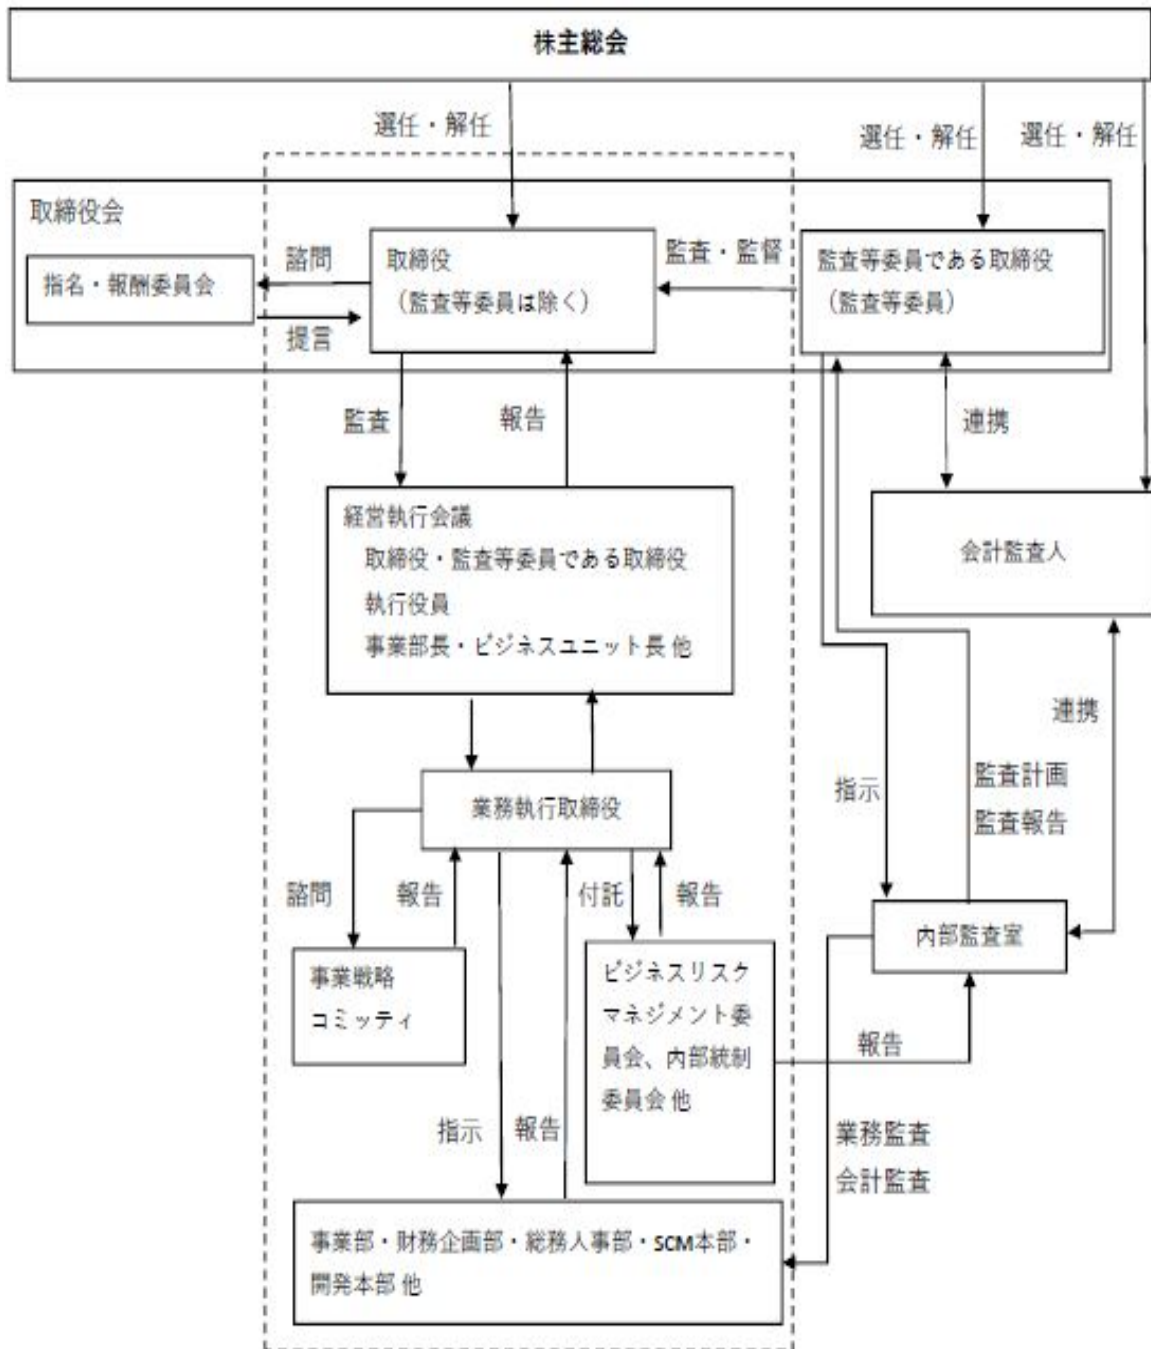 株主総会
選任・解任
選任・解任
選任・解任
取締役会
指名・報酬委員会
諮問
提言
取締役
（監査等委員は除く）
監査・監督
監査等委員である取締役
（監査等委員）
監査
報告
連携
経営執行会議
取締役・監査等委員である取締役
執行役員
事業部長・ビジネスユニット長 他
会計監査人
連携
業務執行取締役
指示
監査計画
監査報告
諮問
報告
付託
報告
内部監査室
事業戦略
コミッティ
ビジネスリスク
マネジメント委
員会、内部統制
委員会 他
報告
指示
報告
業務監査
会計監査
事業部・財務企画部・総務人事部・SCM本部・
開発本部 他